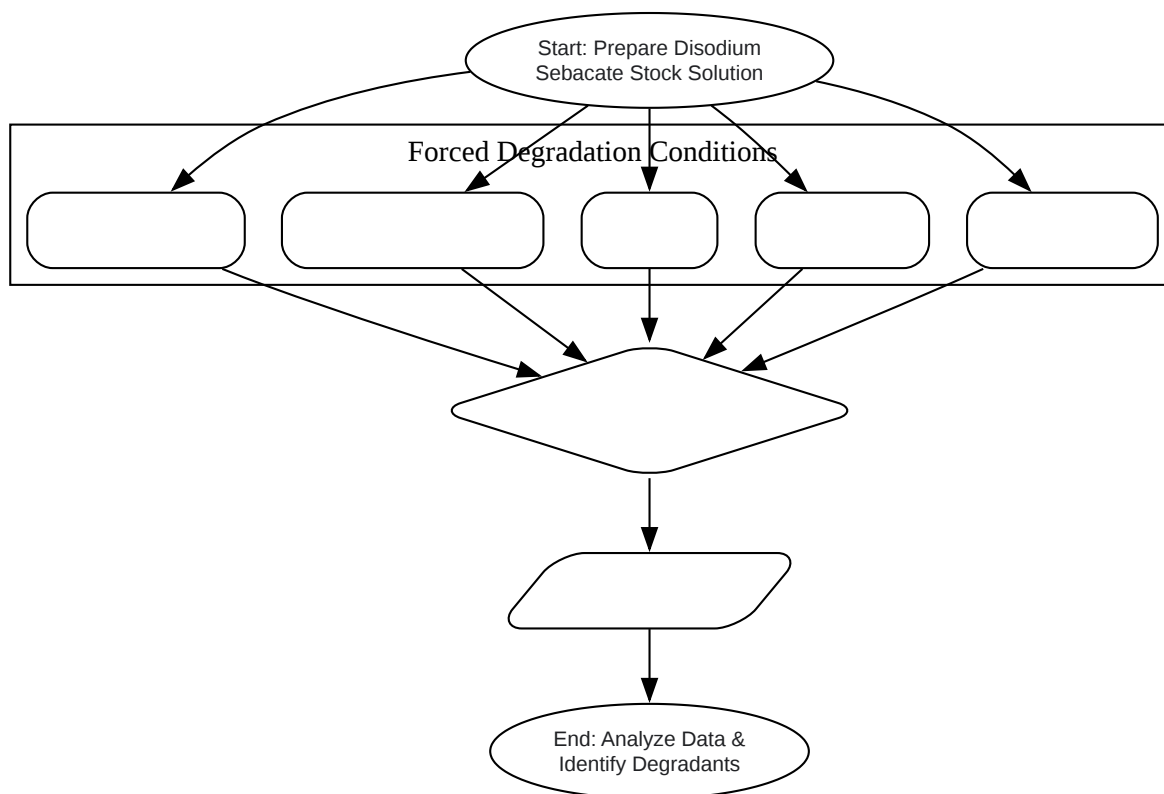 Start: Prepare Disodium
Sebacate Stock Solution
Forced Degradation Conditions
End: Analyze Data &
Identify Degradants